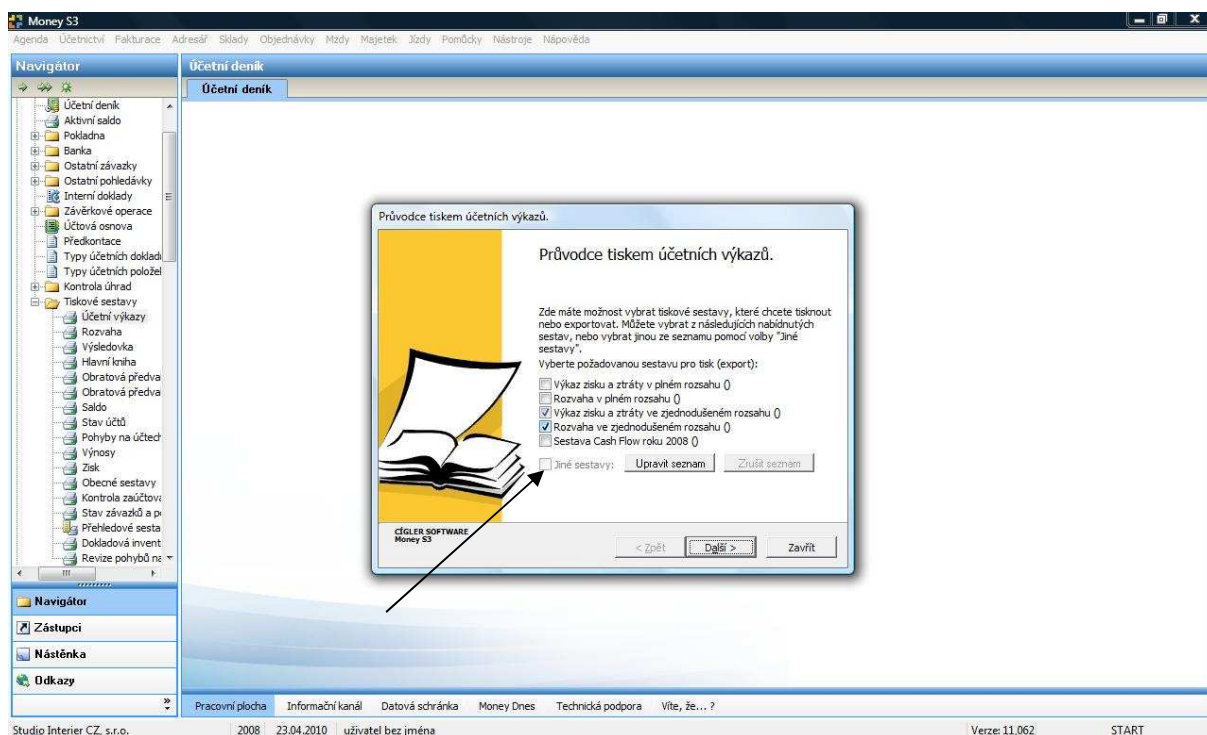 Money S3
Agenda Účetnictví Fakturace Adresář Sklady Objednávky Mzdy Majetek Jízdy Pomůcky Nástroje Nápověda
Navigátor
Účetní deník
Účetní deník
Účetní deník
Aktivní saldo
Pokladna
Banka
Ostatní závazky
Ostatní pohledávky
Interní doklady
Závěrkové operace
Účtová osnova
Předkontace
Typy účetních dokladů
Typy účetních položek
Kontrola úhrad
Tiskové sestavy
Účetní výkazy
Rozvaha
Výsledovka
Hlavní kniha
Obratová předva
Obratová předva
Saldo
Stav účtů
Pohyby na účtech
Výnosy
Zisk
Obecné sestavy
Kontrola zaúčtova
Stav závazků a po
Přehledové sesta
Dokladová invent
Revize pohybů na
Navigátor
Zástupci
Nástěnka
Odkazy
Průvodce tiskem účetních výkazů.
Průvodce tiskem účetních výkazů.
Zde máte možnost vybrat tiskové sestavy, které chcete tisknout
nebo exportovat. Můžete vybrat z následujících nabídnutých
sestav, nebo vybrat jinou ze seznamu pomocí volby "Jiné
sestavy".
Vyberte požadovanou sestavu pro tisk (export):
Výkaz zisku a ztráty v plném rozsahu ()
Rozvaha v plném rozsahu ()
Výkaz zisku a ztráty ve zjednodušeném rozsahu ()
Rozvaha ve zjednodušeném rozsahu ()
Sestava Cash Flow roku 2008 ()
Jiné sestavy: Upravit seznam Zrušit seznam
CÍGLER SOFTWARE
Money S3
< Zpět Další > Zavřít
Pracovní plocha Informační kanál Datová schránka Money Dnes Technická podpora Víte, že... ?
Studio Interier CZ, s.r.o. 2008 23.04.2010 uživatel bez jména Verze: 11.062 START